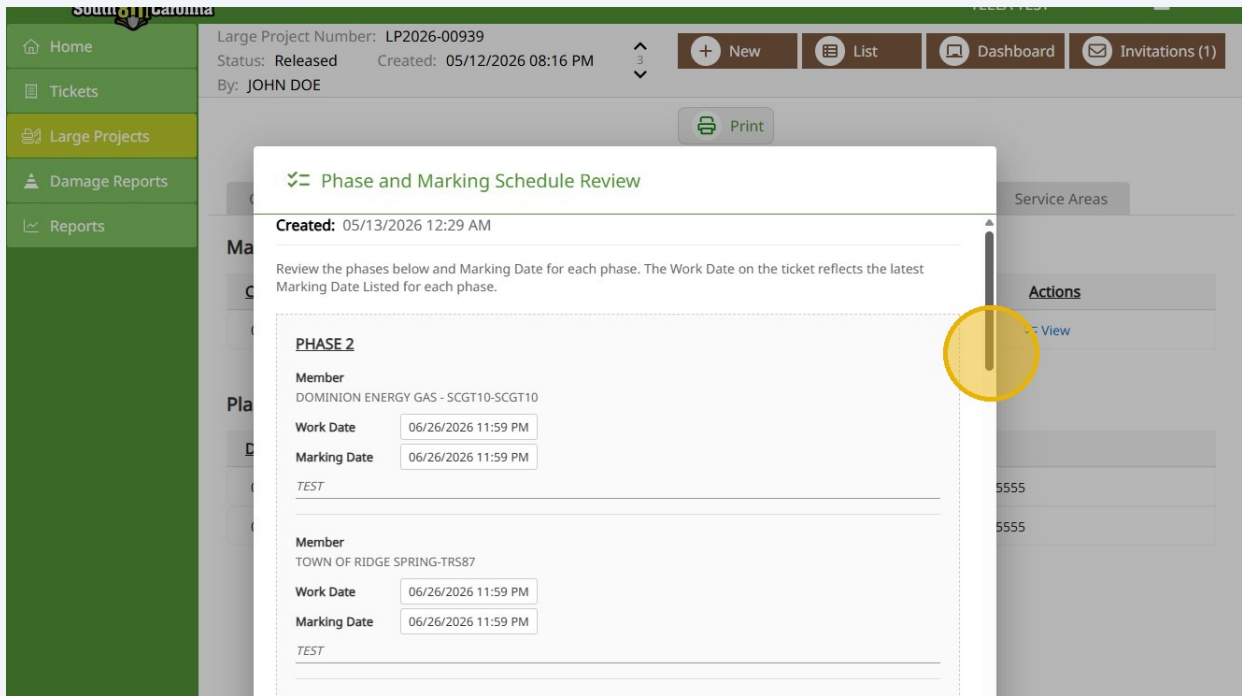 South 811 Carolina
Home
Tickets
Large Projects
Damage Reports
Reports
Large Project Number: LP2026-00939
Status: Released Created: 05/12/2026 08:16 PM
By: JOHN DOE
3
New
List
Dashboard
Invitations (1)
Print
Service Areas
Ma
Actions
View
Pla
5555
5555
Phase and Marking Schedule Review
Created: 05/13/2026 12:29 AM
Review the phases below and Marking Date for each phase. The Work Date on the ticket reflects the latest
Marking Date Listed for each phase.
PHASE 2
Member
DOMINION ENERGY GAS - SCGT10-SCGT10
Work Date 06/26/2026 11:59 PM
Marking Date 06/26/2026 11:59 PM
TEST
Member
TOWN OF RIDGE SPRING-TRS87
Work Date 06/26/2026 11:59 PM
Marking Date 06/26/2026 11:59 PM
TEST